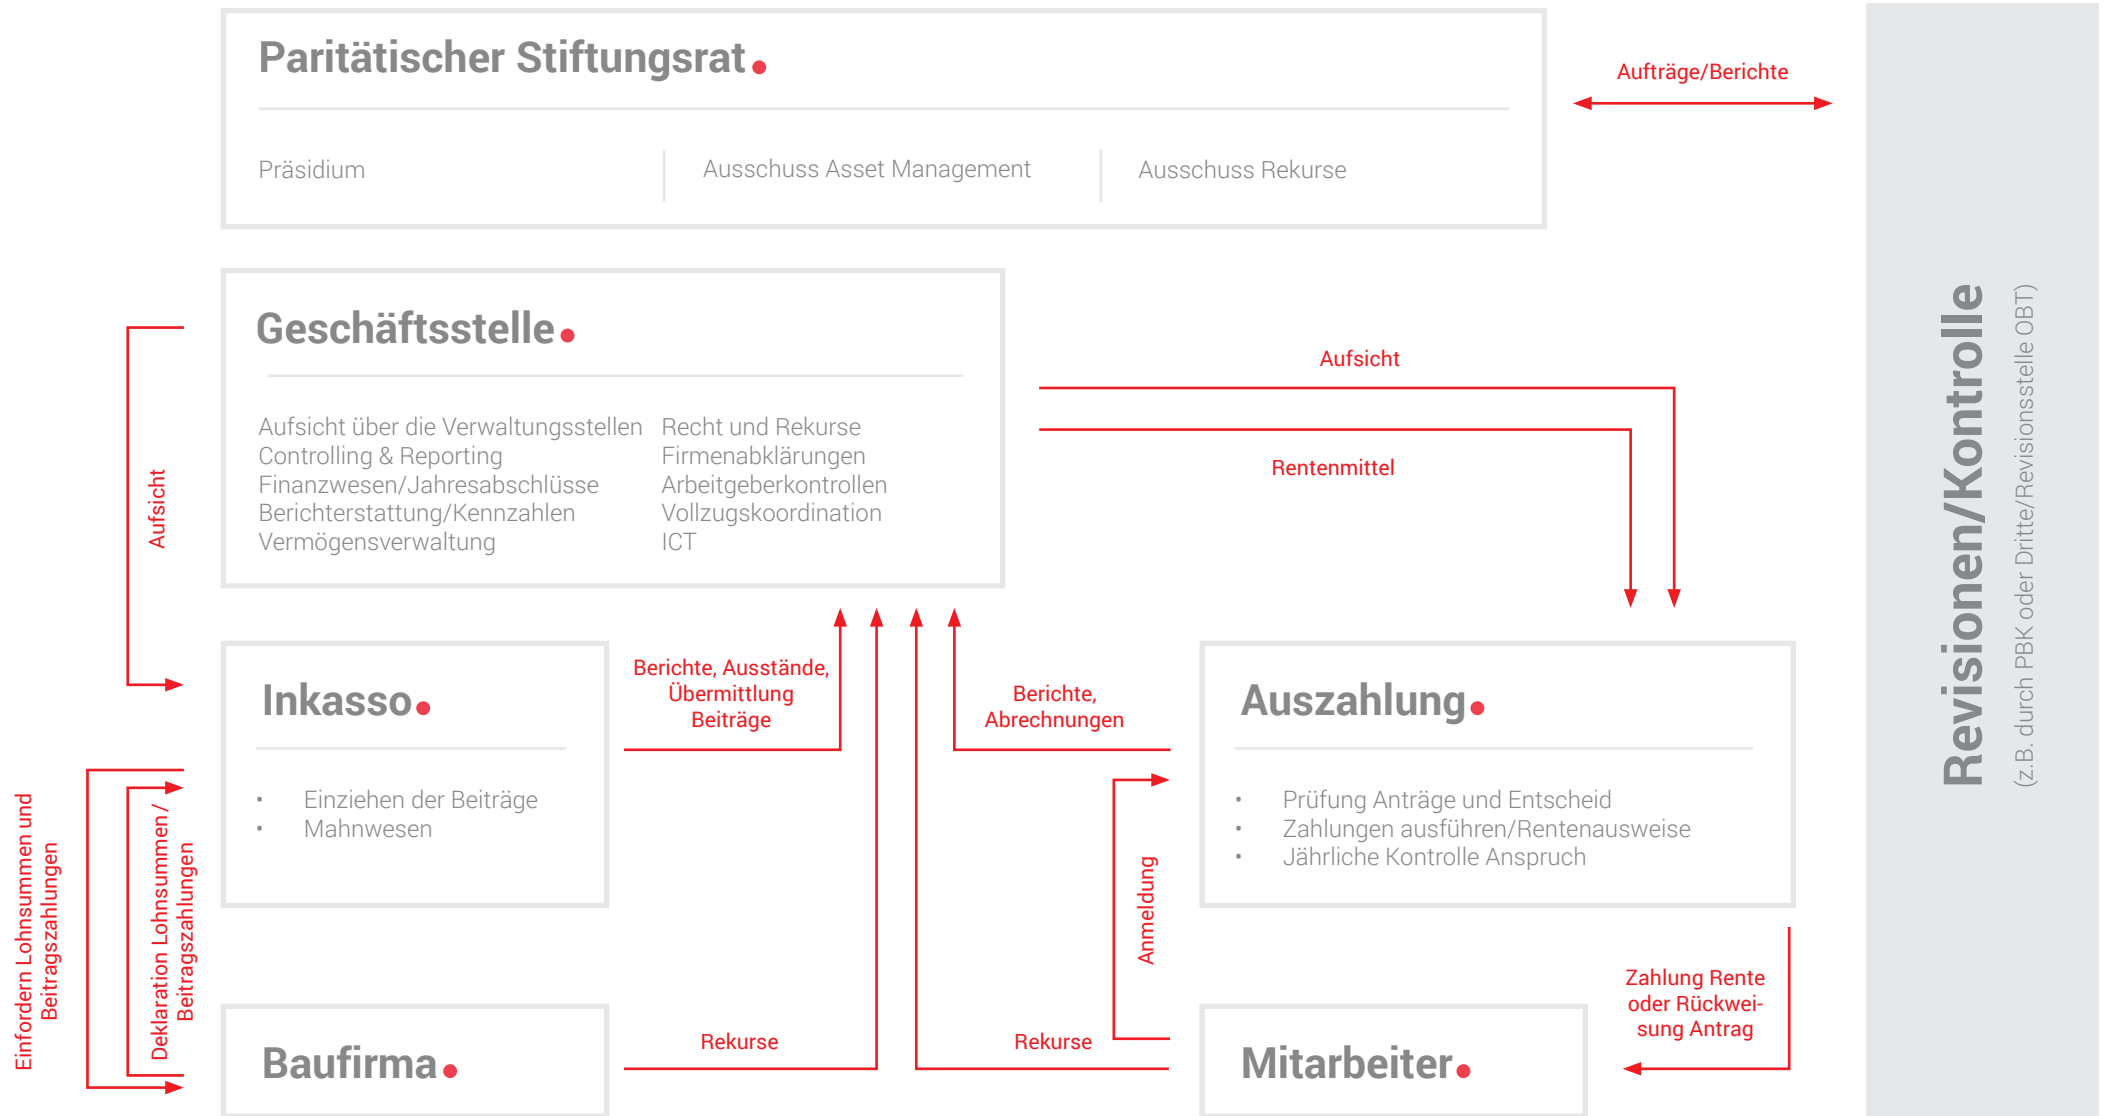 Paritätischer Stiftungsrat
Präsidium
Ausschuss Asset Management
Ausschuss Rekurse
Aufträge/Berichte
Revisionen/Kontrolle
(z.B. durch PBK oder Dritte/Revisionsstelle OBT)
Geschäftsstelle
Aufsicht über die Verwaltungsstellen
Controlling & Reporting
Finanzwesen/Jahresabschlüsse
Berichterstattung/Kennzahlen
Vermögensverwaltung
Recht und Rekurse
Firmenabklärungen
Arbeitgeberkontrollen
Vollzugskoordination
ICT
Aufsicht
Aufsicht
Rentenmittel
Inkasso
• Einziehen der Beiträge
• Mahnwesen
Berichte, Ausstände,
Übermittlung
Beiträge
Berichte,
Abrechnungen
Auszahlung
• Prüfung Anträge und Entscheid
• Zahlungen ausführen/Rentenausweise
• Jährliche Kontrolle Anspruch
Einfordern Lohnsummen und
Beitragszahlungen
Deklaration Lohnsummen /
Beitragszahlungen
Anmeldung
Zahlung Rente
oder Rückwei-
sung Antrag
Baufirma
Rekurse
Rekurse
Mitarbeiter